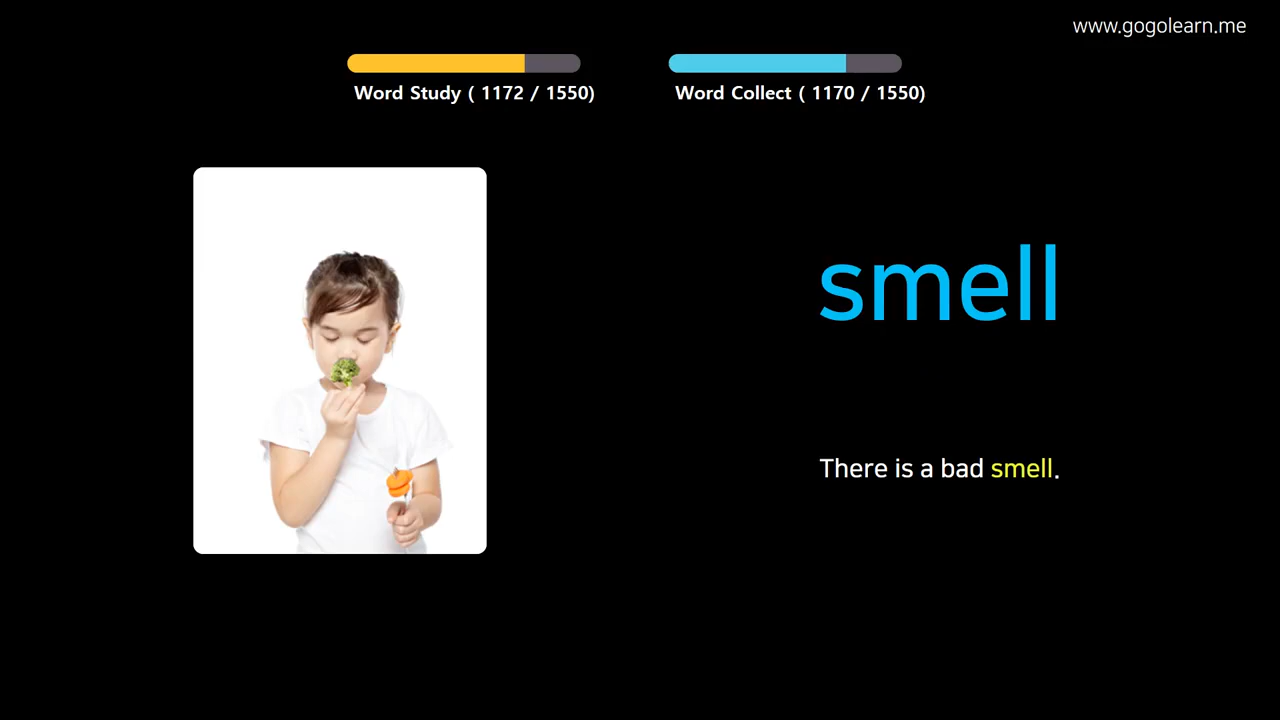 www.gogolearn.me
Word Study ( 1172 / 1550)
Word Collect ( 1170 / 1550)
smell
There is a bad smell.